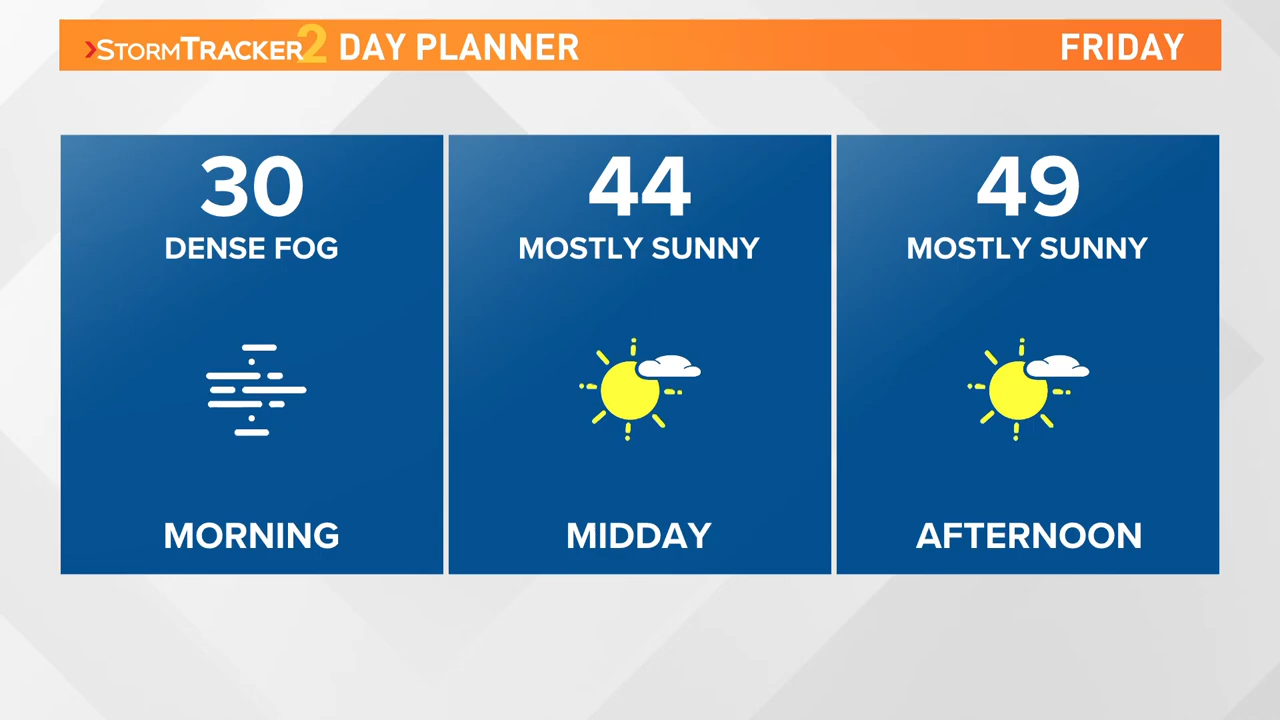 STORMTRACKER2 DAY PLANNER
FRIDAY
30
DENSE FOG
MORNING
44
MOSTLY SUNNY
MIDDAY
49
MOSTLY SUNNY
AFTERNOON